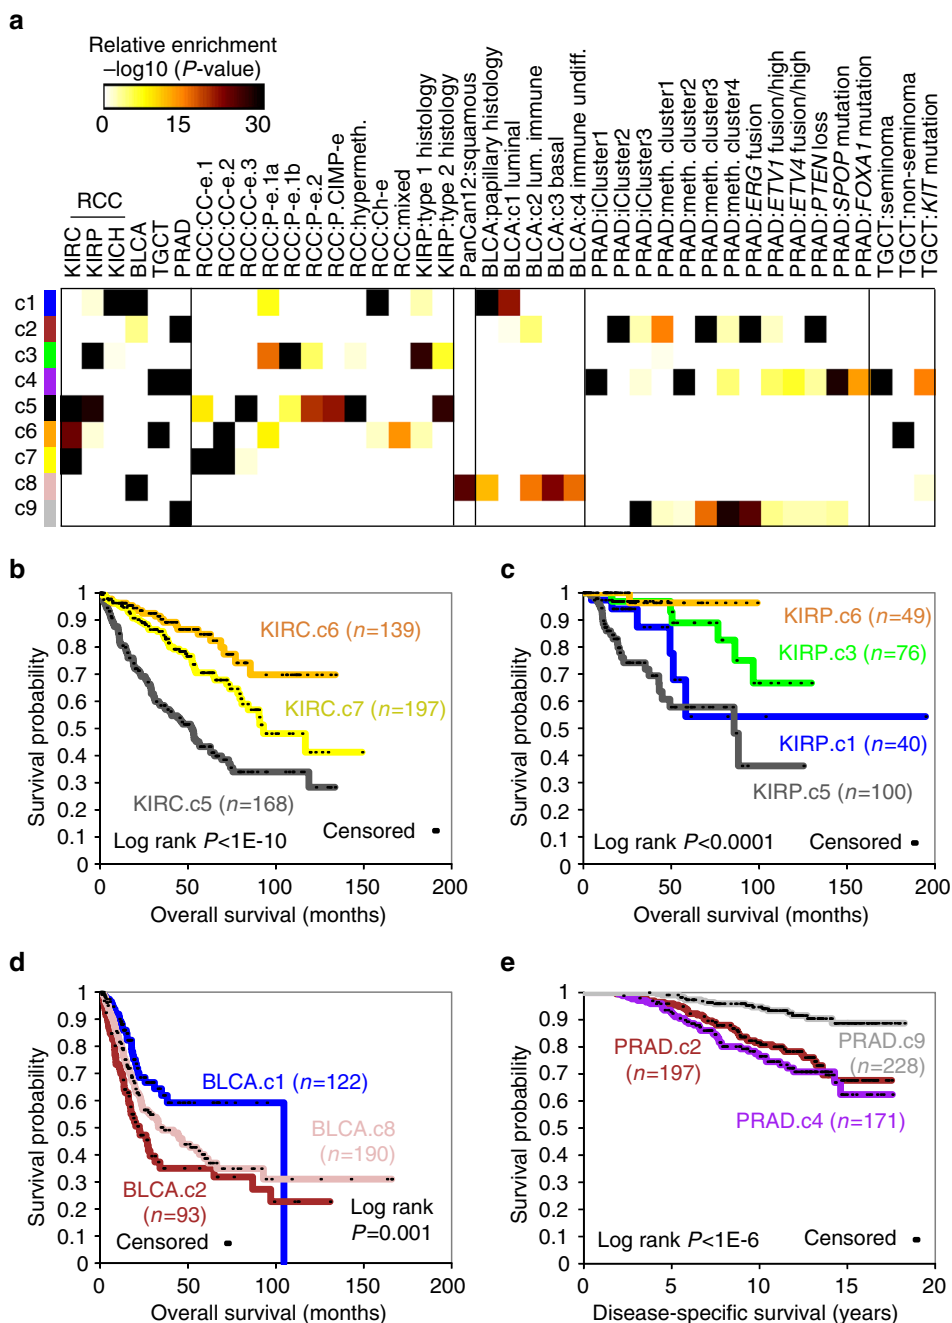 a
Relative enrichment
–log10 (P-value)
0 15 30
RCC
KIRC
KIRP
KICH
BLCA
TGCT
PRAD
RCC:CC-e.1
RCC:CC-e.2
RCC:CC-e.3
RCC:P-e.1a
RCC:P-e.1b
RCC:P-e.2
RCC:P.CIMP-e
RCC:hypermeth.
RCC:Ch-e
RCC:mixed
KIRP:type 1 histology
KIRP:type 2 histology
PanCan12:squamous
BLCA:papillary histology
BLCA:c1 luminal
BLCA:c2 lum. immune
BLCA:c3 basal
BLCA:c4 immune undiff.
PRAD:iCluster1
PRAD:iCluster2
PRAD:iCluster3
PRAD:meth. cluster1
PRAD:meth. cluster2
PRAD:meth. cluster3
PRAD:meth. cluster4
PRAD:ERG fusion
PRAD:ETV1 fusion/high
PRAD:ETV4 fusion/high
PRAD:PTEN loss
PRAD:SPOP mutation
PRAD:FOXA1 mutation
TGCT:seminoma
TGCT:non-seminoma
TGCT:KIT mutation
c1
c2
c3
c4
c5
c6
c7
c8
c9
b
Survival probability
1
0.9
0.8
0.7
0.6
0.5
0.4
0.3
0.2
0.1
0
KIRC.c6 (n=139)
KIRC.c7 (n=197)
KIRC.c5 (n=168)
Censored
Log rank P<1E-10
0 50 100 150 200
Overall survival (months)
c
Survival probability
1
0.9
0.8
0.7
0.6
0.5
0.4
0.3
0.2
0.1
0
KIRP.c6 (n=49)
KIRP.c3 (n=76)
KIRP.c1 (n=40)
KIRP.c5 (n=100)
Log rank P<0.0001
Censored
0 50 100 150 200
Overall survival (months)
d
Survival probability
1
0.9
0.8
0.7
0.6
0.5
0.4
0.3
0.2
0.1
0
BLCA.c1 (n=122)
BLCA.c8
(n=190)
BLCA.c2
(n=93)
Log rank
P=0.001
Censored
0 50 100 150 200
Overall survival (months)
e
Survival probability
1
0.9
0.8
0.7
0.6
0.5
0.4
0.3
0.2
0.1
0
PRAD.c9
(n=228)
PRAD.c2
(n=197)
PRAD.c4 (n=171)
Log rank P<1E-6
Censored
0 5 10 15 20
Disease-specific survival (years)